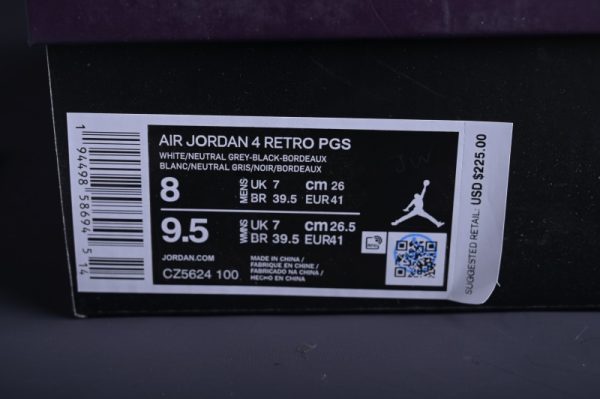 AIR JORDAN 4 RETRO PGS
WHITE/NEUTRAL GREY-BLACK-BORDEAUX
BLANC/NEUTRAL GRIS/NOIR/BORDEAUX
8 MENS UK 7 cm 26
BR 39.5 EUR41
9.5 WMNS UK 7 cm 26.5
BR 39.5 EUR41
JORDAN.COM
CZ5624 100
MADE IN CHINA /
FABRIQUE EN CHINE /
FABRICADO NA CHINA /
HECHO EN CHINA
1 94498 58694 5 14
SUGGESTED RETAIL: USD $225.00